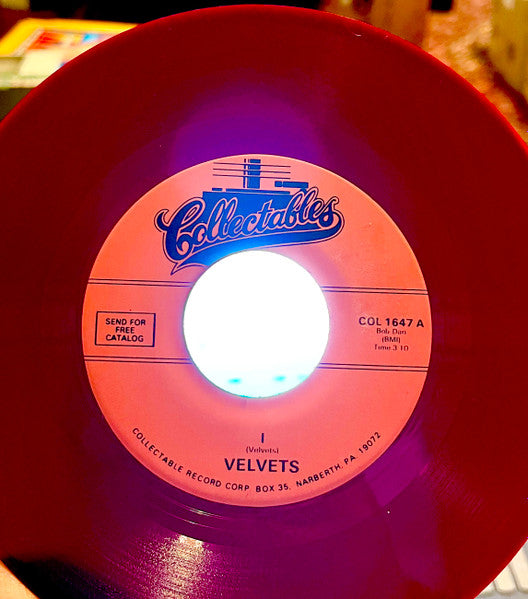 Collectables
SEND FOR
FREE
CATALOG
COL 1647 A
Bob Dan
(BMI)
Time 3.10
I
(Velvets)
VELVETS
COLLECTABLE RECORD CORP. BOX 35, NARBERTH, PA 19072